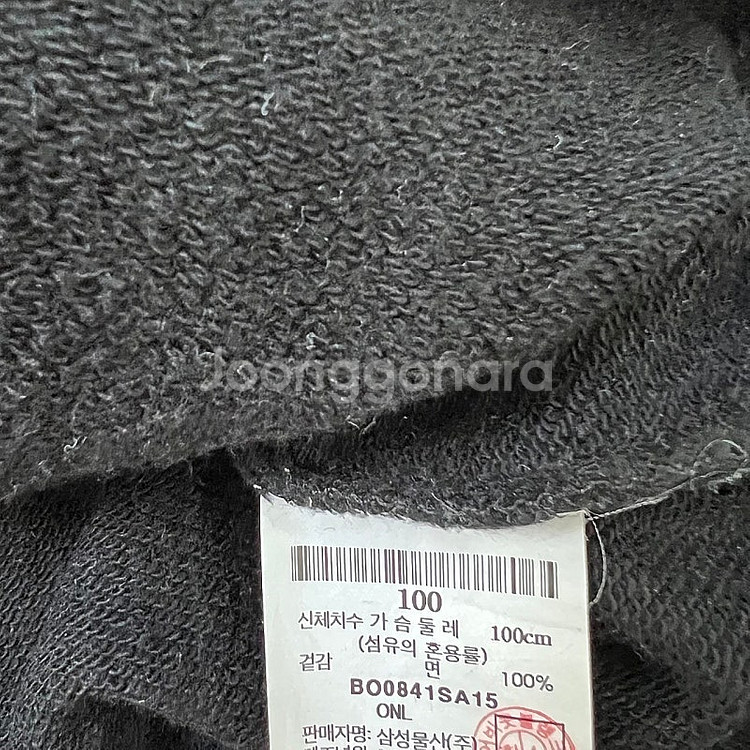 Joonggonara
100
신체치수 가 슴 둘 레 100cm
(섬유의 혼용률)
겉감 면 100%
BO0841SA15
ONL
판매자명: 삼성물산(주)